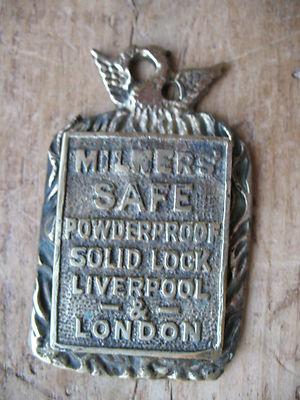 MILNERS'
SAFE
POWDERPROOF
SOLID LOCK
LIVERPOOL
- & -
LONDON